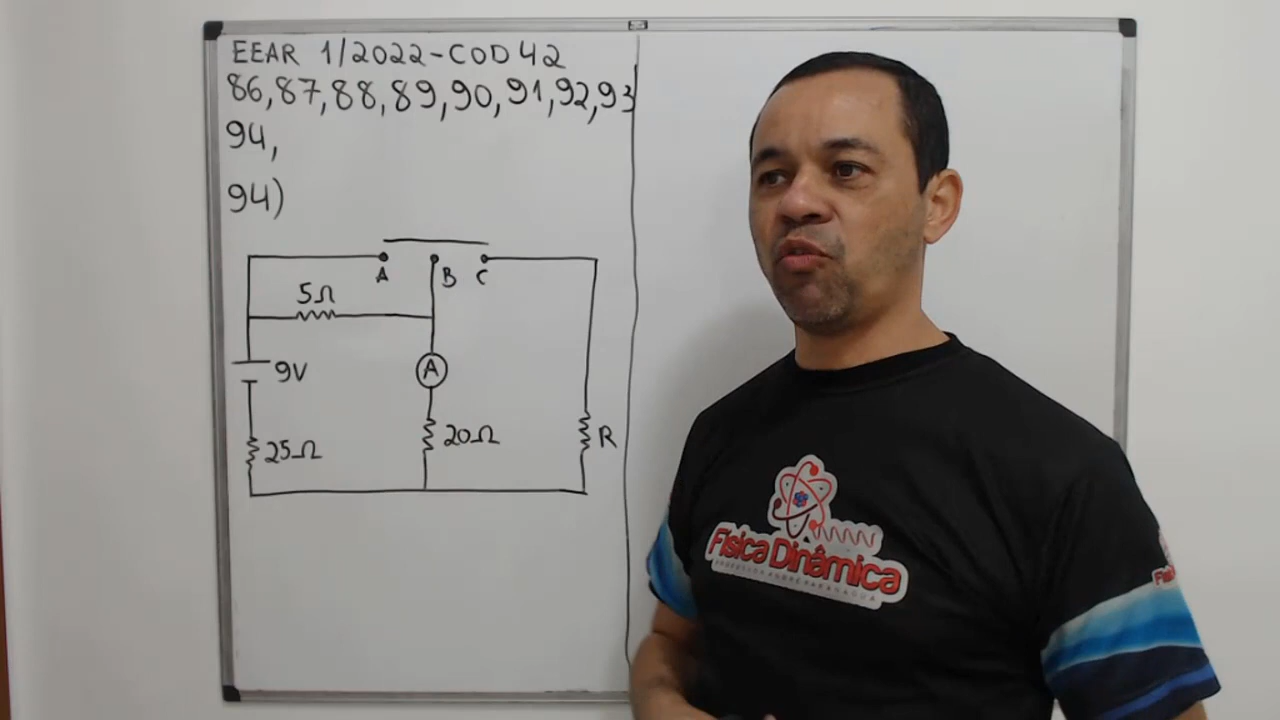 EEAR 1/2022-COD 42
86,87,88,89,90,91,92,93
94,
94)
A B C
5Ω
9V
A
25Ω
20Ω
R
Física Dinâmica